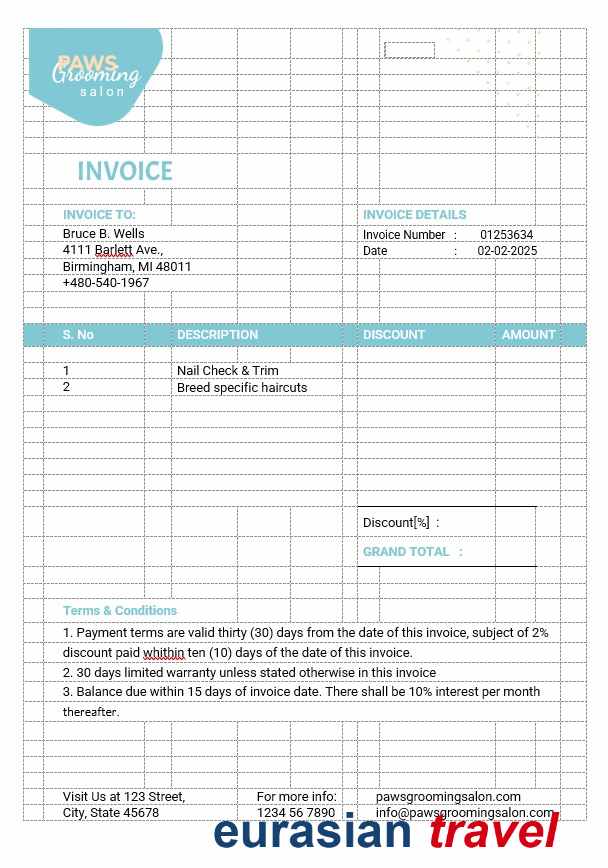 PAWS
Grooming
salon
INVOICE
INVOICE TO:
Bruce B. Wells
4111 Barlett Ave.,
Birmingham, MI 48011
+480-540-1967
INVOICE DETAILS
Invoice Number : 01253634
Date : 02-02-2025
S. No DESCRIPTION DISCOUNT AMOUNT
1 Nail Check & Trim
2 Breed specific haircuts
Discount[%] :
GRAND TOTAL :
Terms & Conditions
1. Payment terms are valid thirty (30) days from the date of this invoice, subject of 2%
discount paid whithin ten (10) days of the date of this invoice.
2. 30 days limited warranty unless stated otherwise in this invoice
3. Balance due within 15 days of invoice date. There shall be 10% interest per month
thereafter.
Visit Us at 123 Street,
City, State 45678
For more info:
1234 56 7890
pawsgroomingsalon.com
info@pawsgroomingsalon.com
eurasian travel